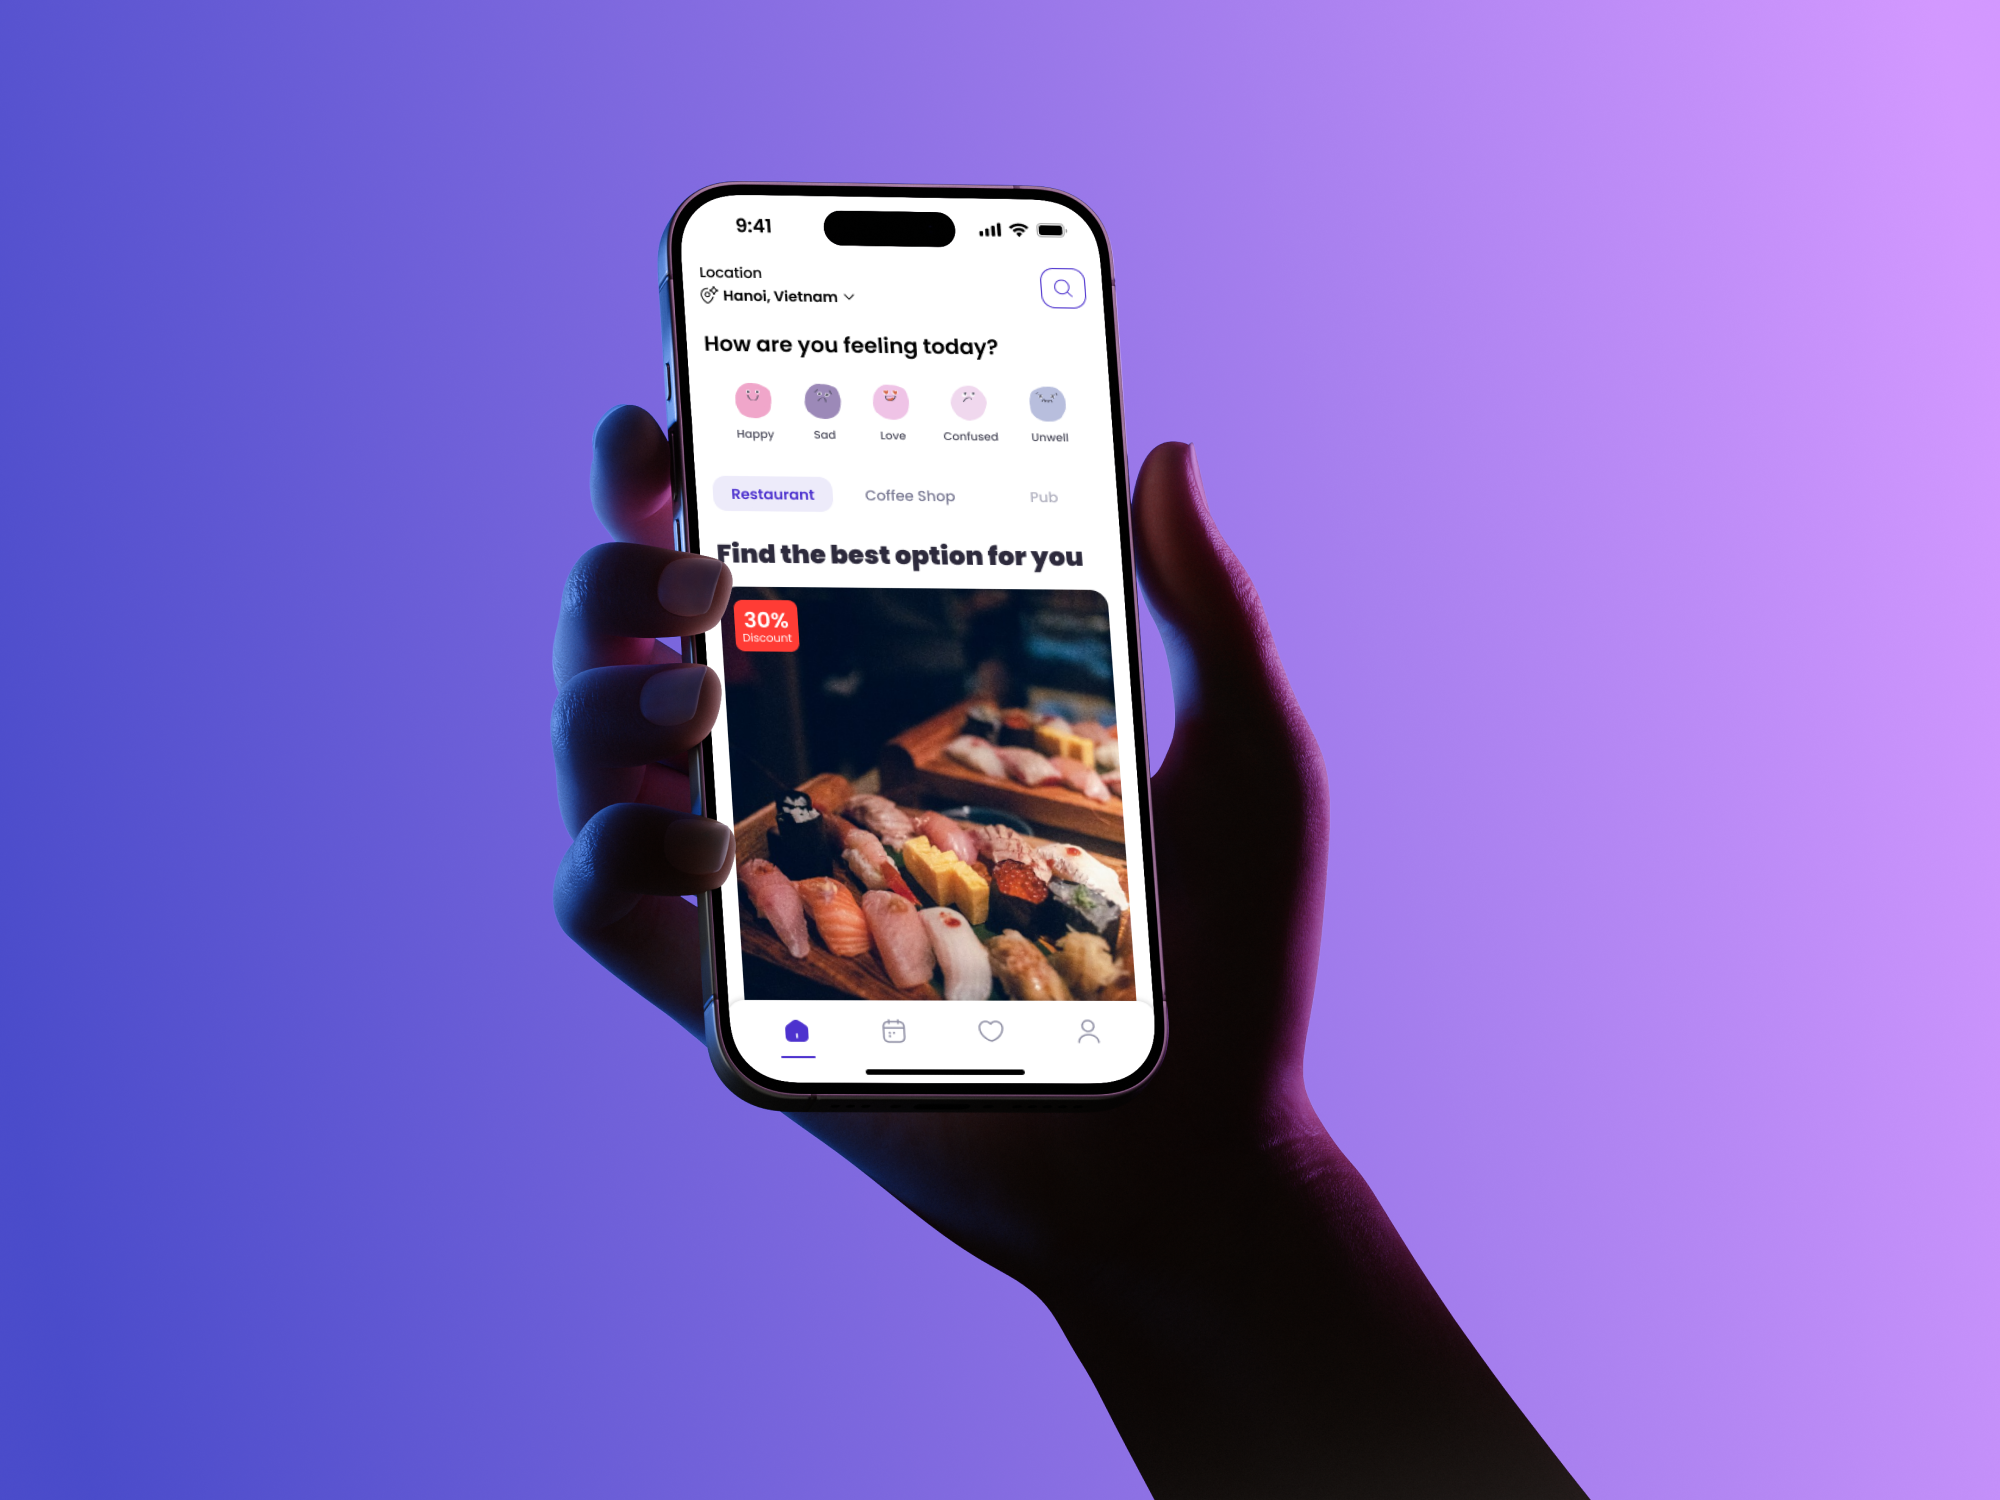 9:41
Location
Hanoi, Vietnam
How are you feeling today?
Happy Sad Love Confused Unwell
Restaurant Coffee Shop Pub
Find the best option for you
30%
Discount